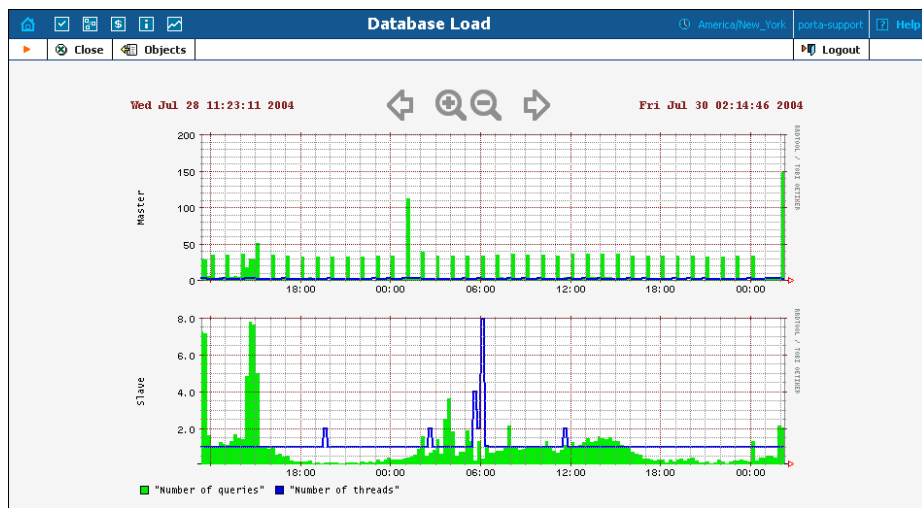 Database Load
America/New_York
porta-support
Help
Close
Objects
Logout
Wed Jul 28 11:23:11 2004
Fri Jul 30 02:14:46 2004
200
150
100
50
0
Master
RRDTOOL / TOBI OETIKER
18:00 00:00 06:00 12:00 18:00 00:00
8.0
6.0
4.0
2.0
Slave
RRDTOOL / TOBI OETIKER
18:00 00:00 06:00 12:00 18:00 00:00
"Number of queries" "Number of threads"